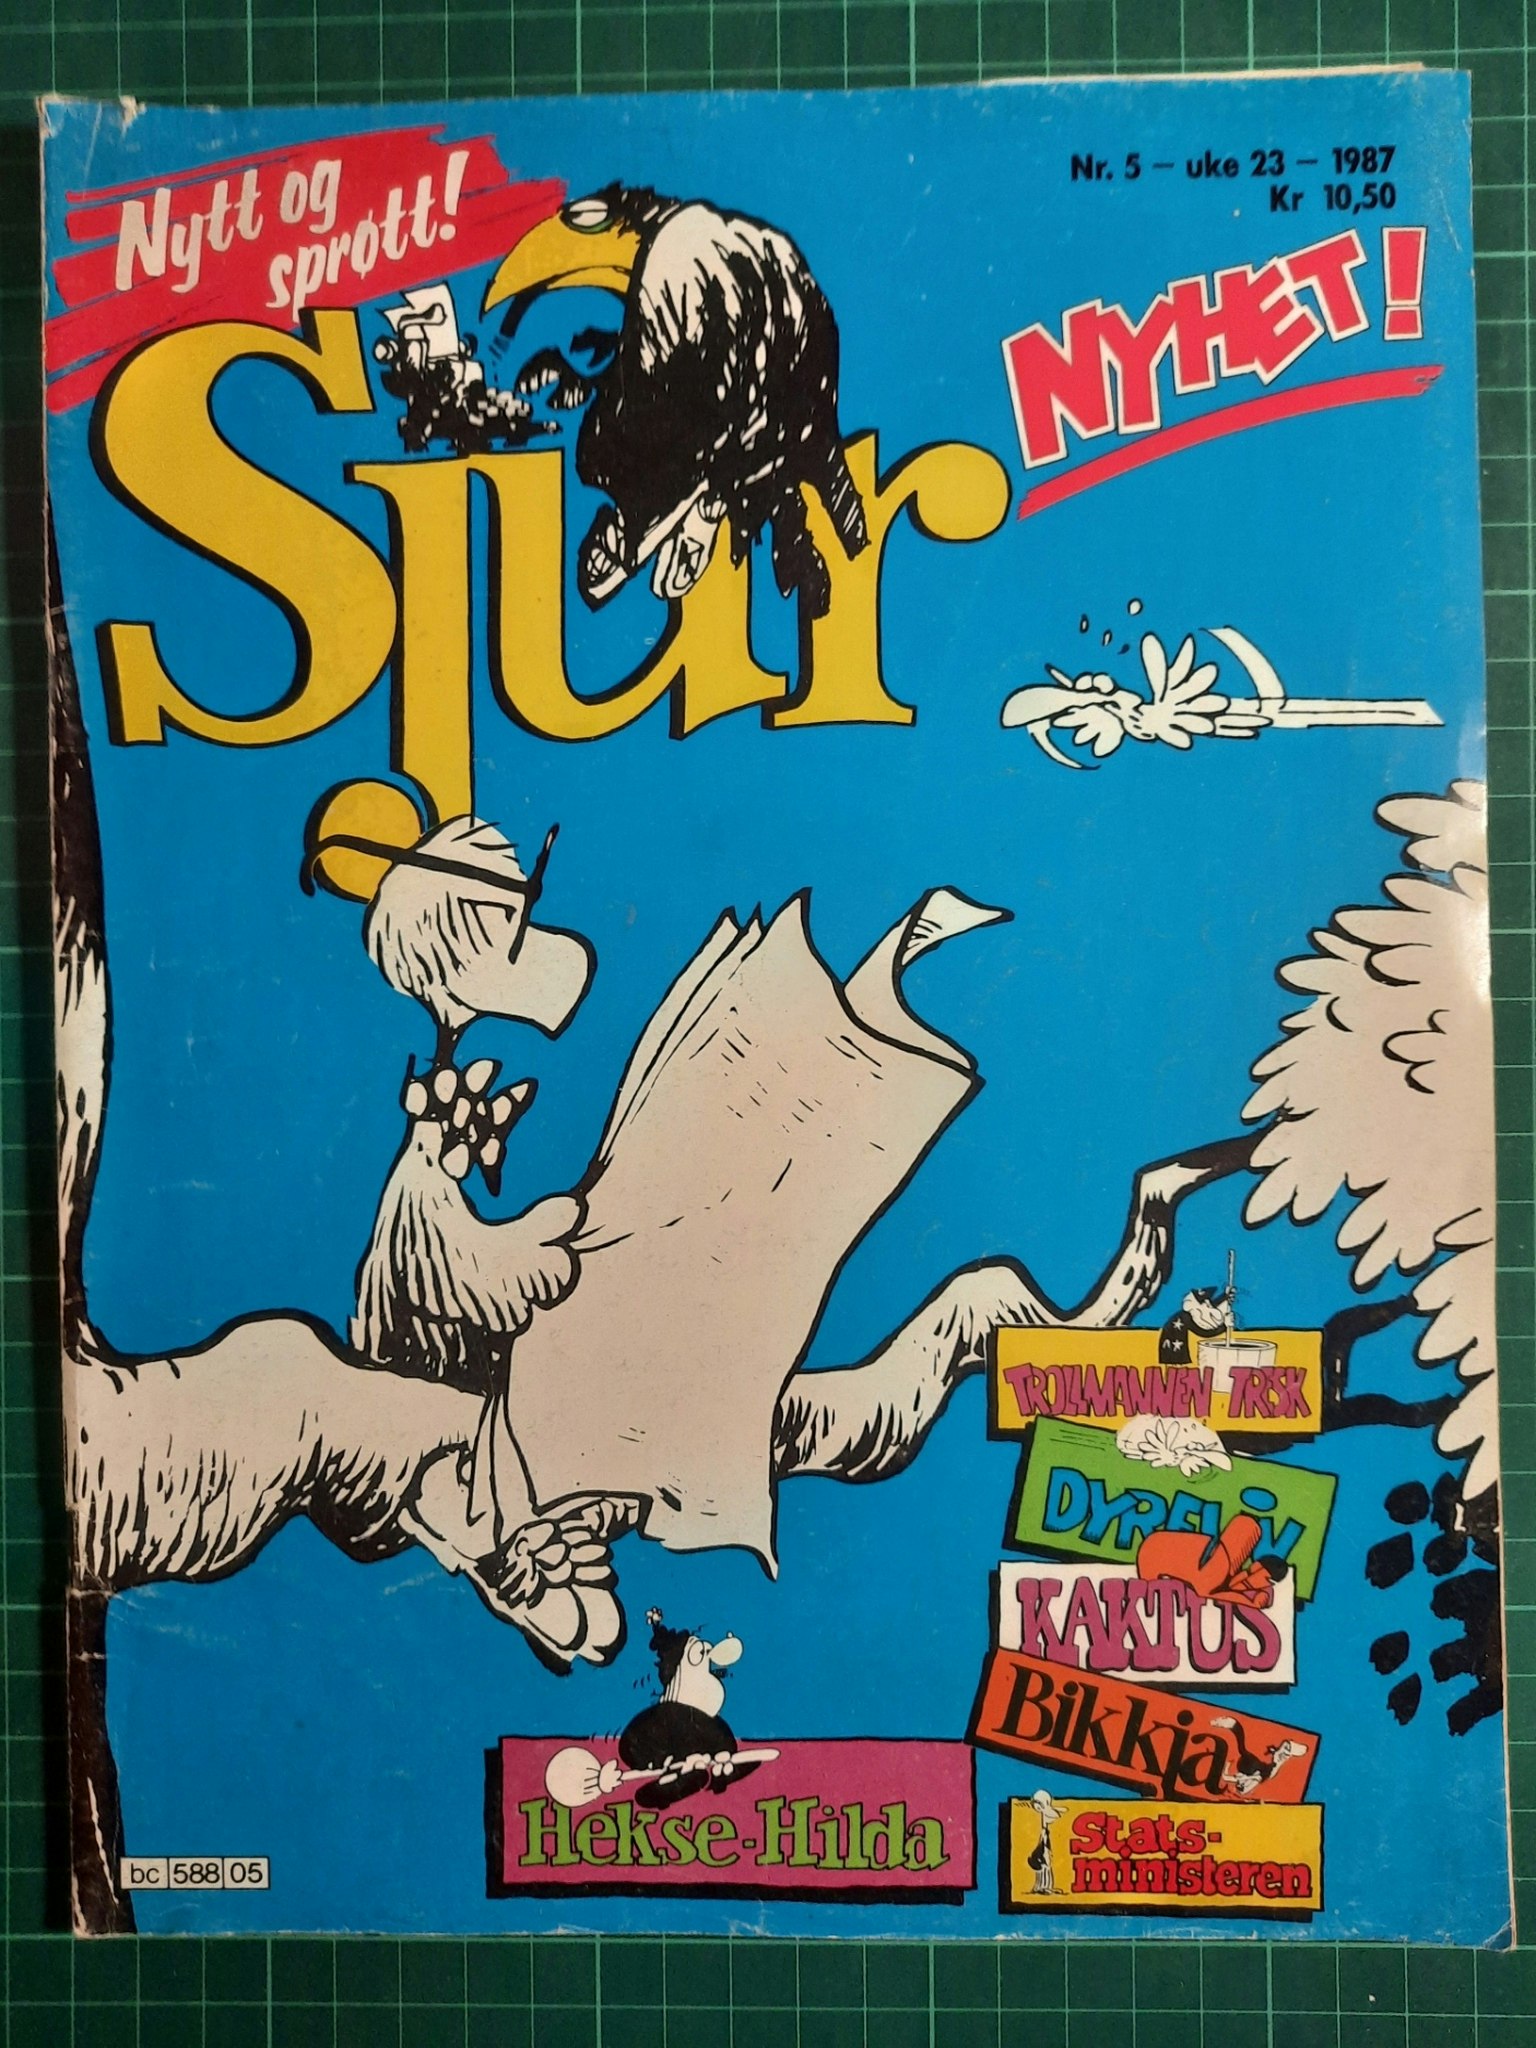 Nytt og
sprøtt!
Nr. 5 – uke 23 – 1987
Kr 10,50
NYHET!
Sjur
TROLLMANNEN TRISK
KAKTUS
Bikkja
Hekse-Hilda
Stats-
ministeren
bc 588 05